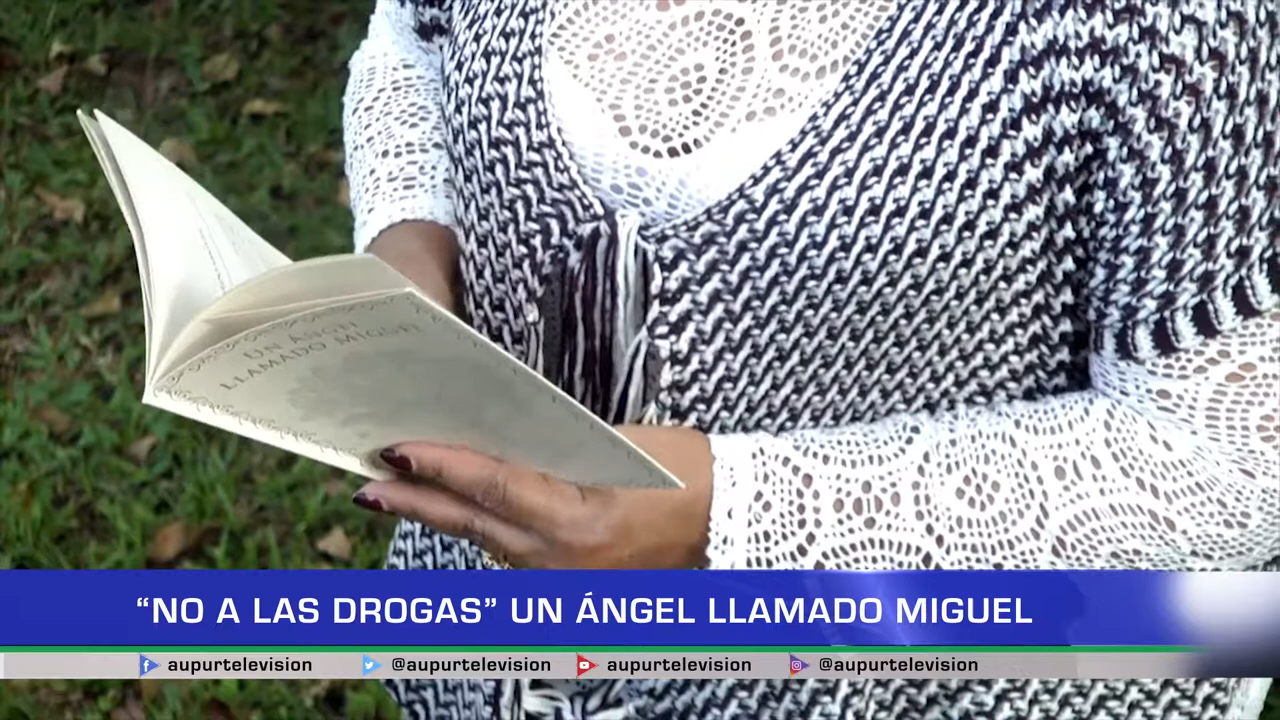 UN ÁNGEL
LLAMADO MIGUEL
“NO A LAS DROGAS” UN ÁNGEL LLAMADO MIGUEL
aupurtelevision @aupurtelevision aupurtelevision @aupurtelevision